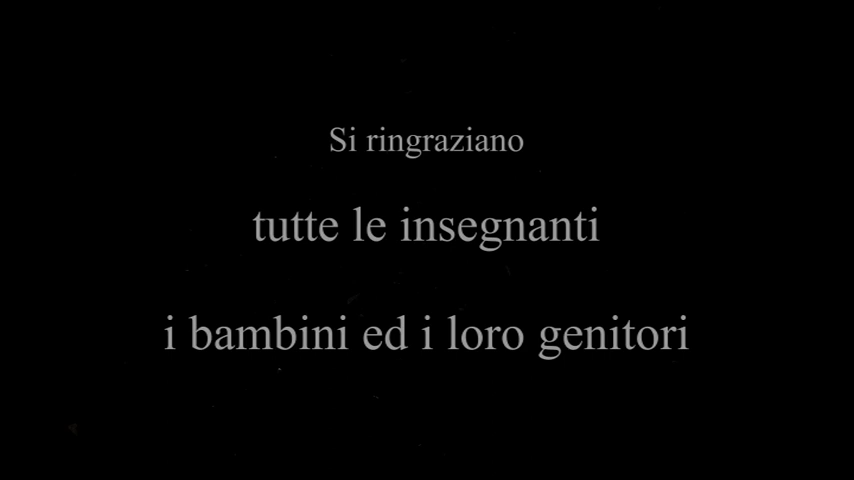 Si ringraziano
tutte le insegnanti
i bambini ed i loro genitori